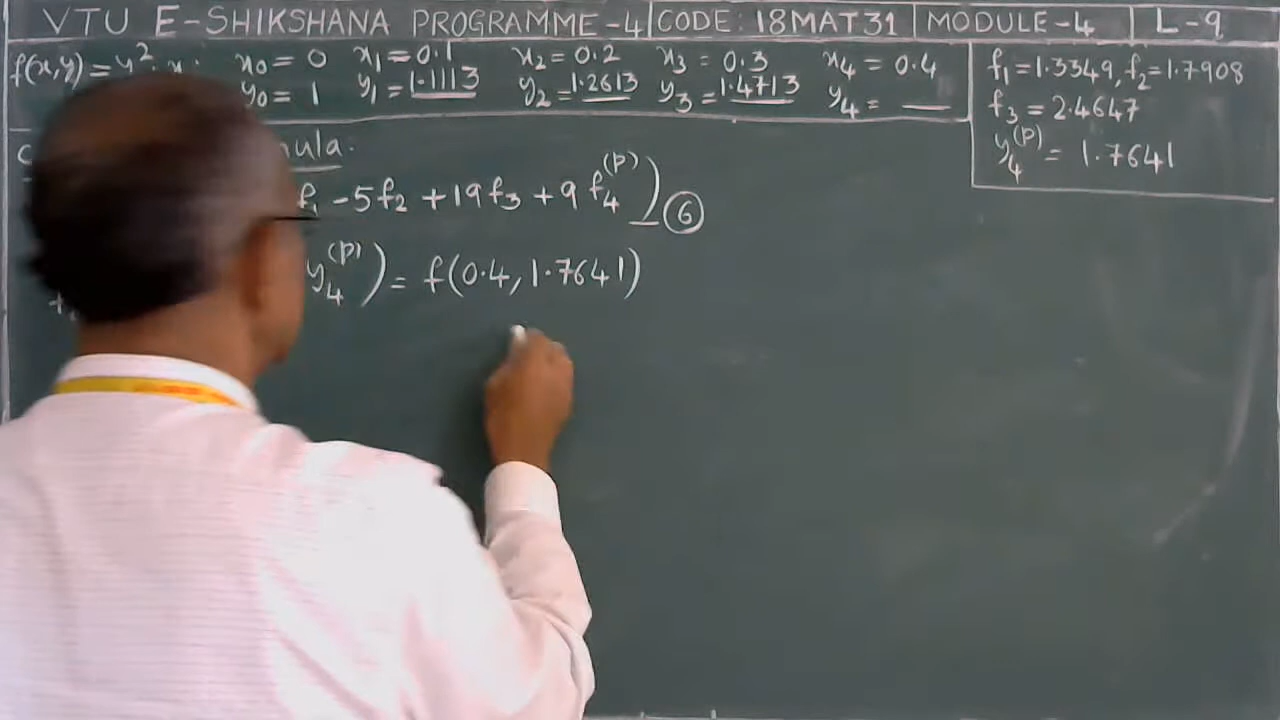 VTU E-SHIKSHANA PROGRAMME-4 CODE: 18MAT31 MODULE-4 L-9
f(x,y)=y² x₀= 0 x₁=0.1 x₂=0.2 x₃=0.3 x₄=0.4
y₀= 1 y₁=1.1113 y₂=1.2613 y₃=1.4713 y₄=
f₁=1.3349, f₂=1.7908
f₃=2.4647
y₄⁽ᵖ⁾= 1.7641
f₁ -5f₂ +19f₃ +9 f₄⁽ᵖ⁾) 6
y₄⁽ᵖ⁾) = f(0.4, 1.7641)